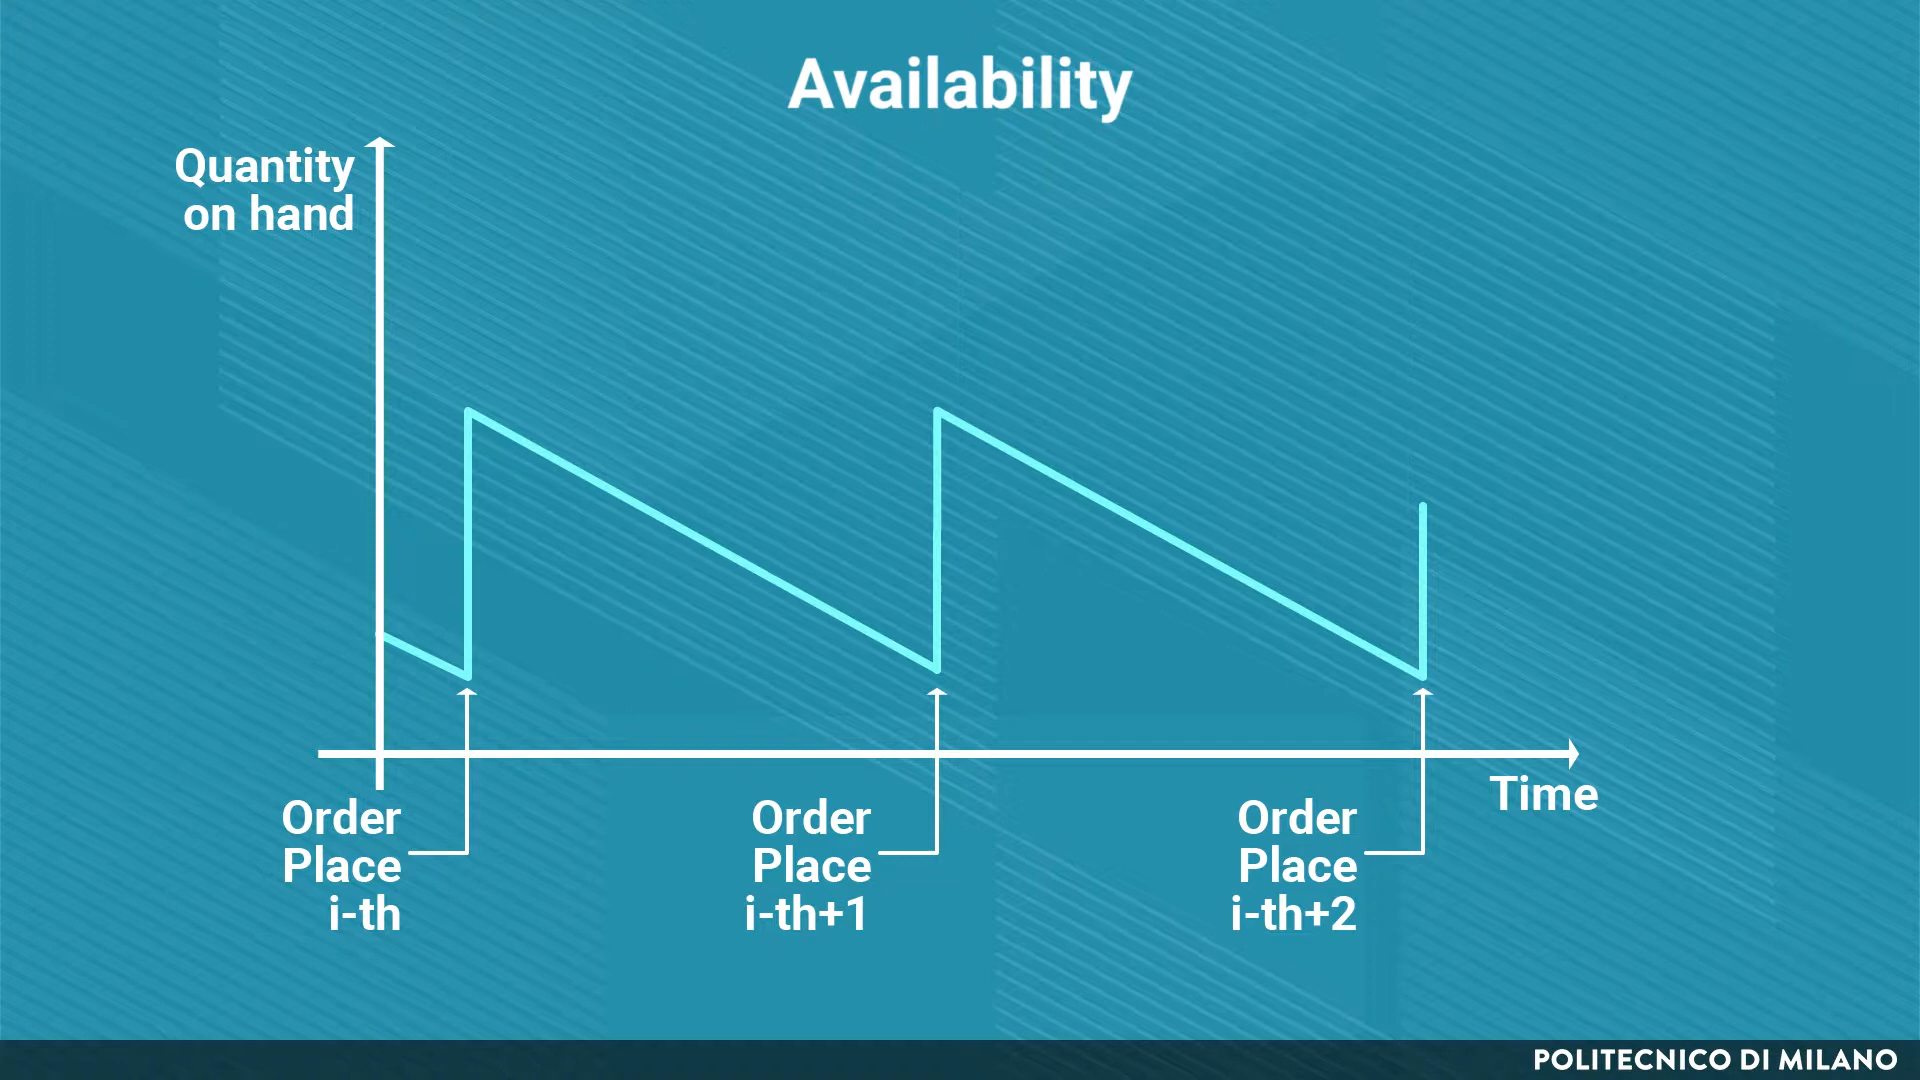 Availability
Quantity
on hand
Time
Order
Place
i-th
Order
Place
i-th+1
Order
Place
i-th+2
POLITECNICO DI MILANO